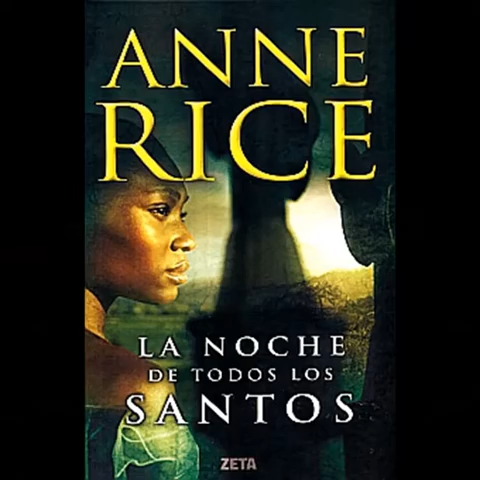 ANNE
RICE
LA NOCHE
DE TODOS LOS
SANTOS
ZETA